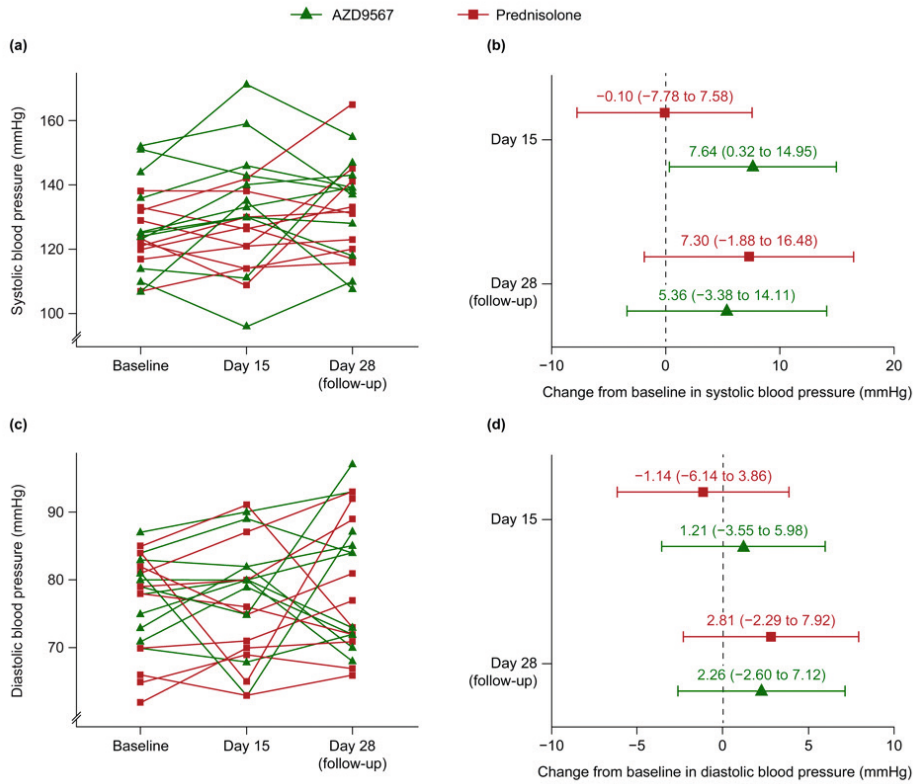 AZD9567
Prednisolone
(a)
Systolic blood pressure (mmHg)
160
140
120
100
Baseline
Day 15
Day 28
(follow-up)
(b)
−0.10 (−7.78 to 7.58)
Day 15
7.64 (0.32 to 14.95)
7.30 (−1.88 to 16.48)
Day 28
(follow-up)
5.36 (−3.38 to 14.11)
−10
0
10
20
Change from baseline in systolic blood pressure (mmHg)
(c)
Diastolic blood pressure (mmHg)
90
80
70
Baseline
Day 15
Day 28
(follow-up)
(d)
−1.14 (−6.14 to 3.86)
Day 15
1.21 (−3.55 to 5.98)
2.81 (−2.29 to 7.92)
Day 28
(follow-up)
2.26 (−2.60 to 7.12)
−10
−5
0
5
10
Change from baseline in diastolic blood pressure (mmHg)